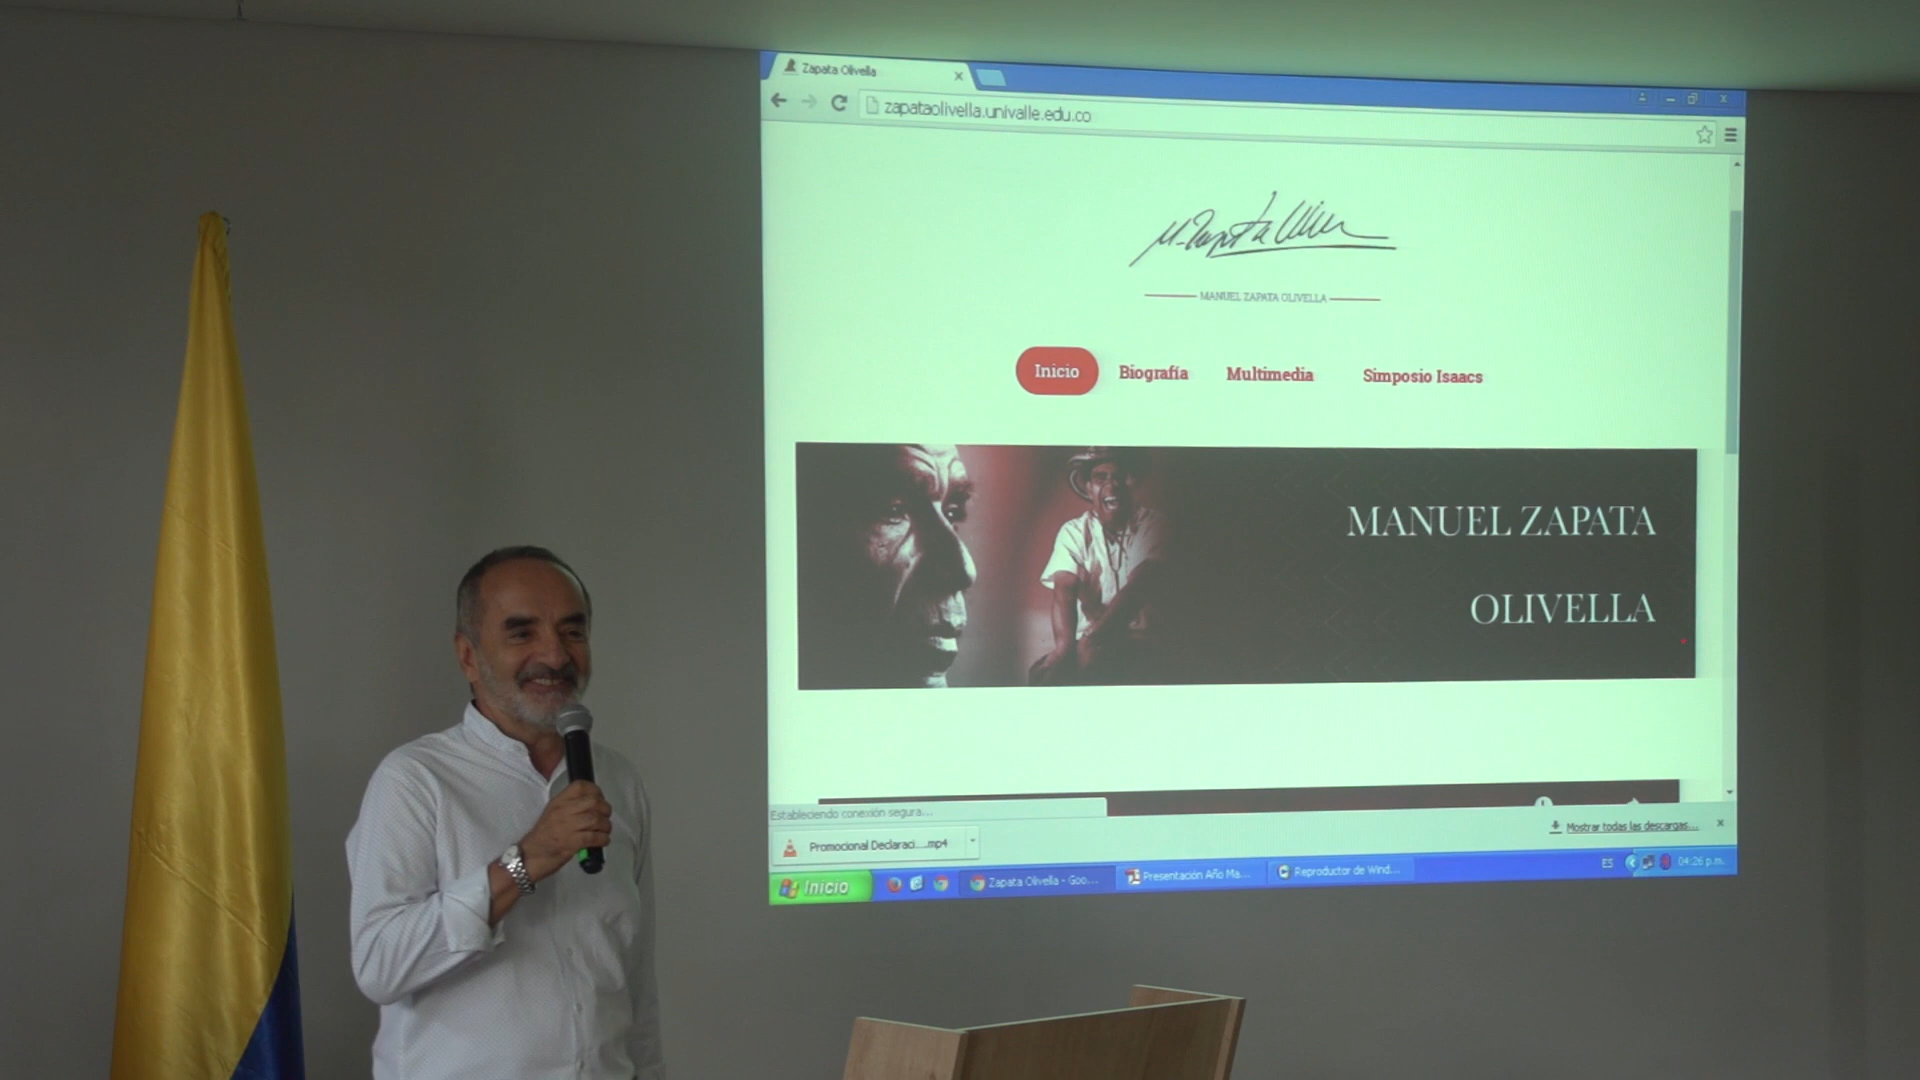 Zapata Olivella
zapataolivella.univalle.edu.co
M. Zapata Olivella
MANUEL ZAPATA OLIVELLA
Inicio Biografía Multimedia Simposio Isaacs
MANUEL ZAPATA
OLIVELLA
Estableciendo conexión segura...
Mostrar todas las descargas...
Promocional Declaraci....mp4
Inicio Zapata Olivella - Goo... Presentación Año Ma... Reproductor de Wind... ES 04:26 p.m.